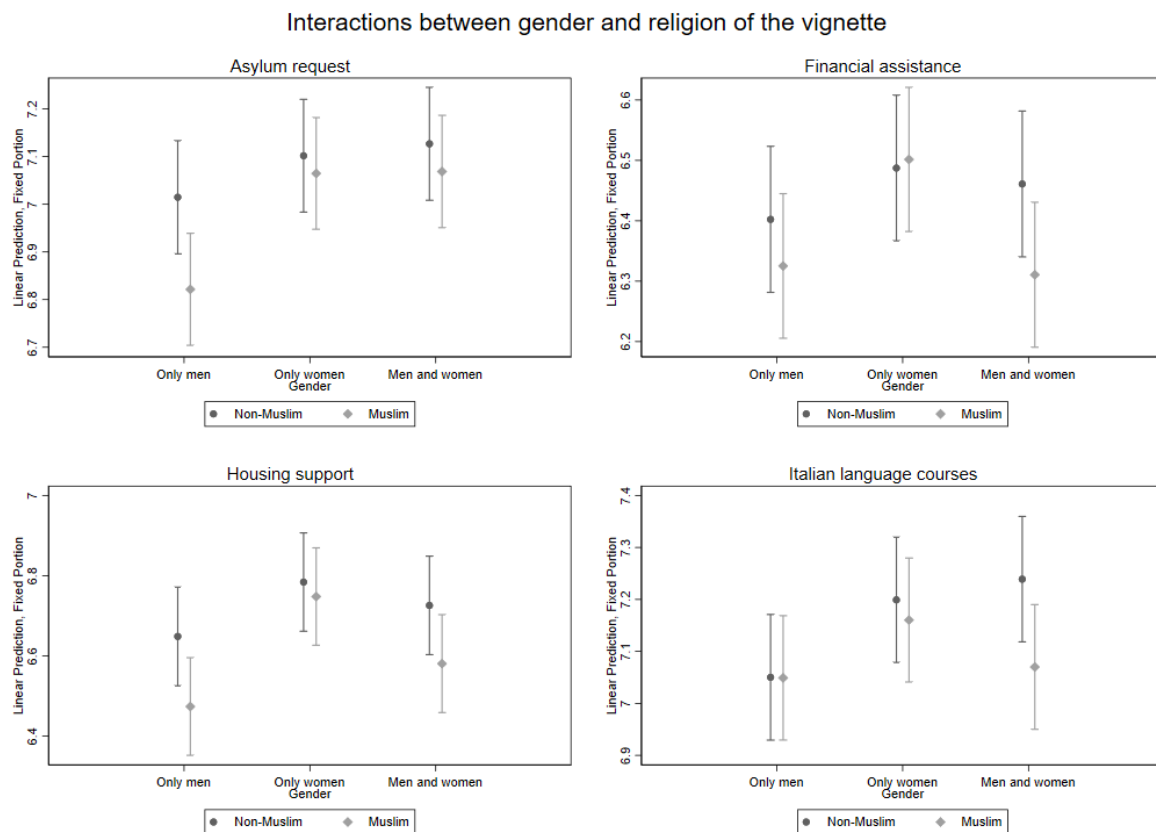 Interactions between gender and religion of the vignette
Asylum request
Linear Prediction, Fixed Portion
7.2
7.1
7
6.9
6.8
6.7
Only men
Only women
Men and women
Gender
Non-Muslim
Muslim
Financial assistance
Linear Prediction, Fixed Portion
6.6
6.5
6.4
6.3
6.2
Only men
Only women
Men and women
Gender
Non-Muslim
Muslim
Housing support
Linear Prediction, Fixed Portion
7
6.8
6.6
6.4
Only men
Only women
Men and women
Gender
Non-Muslim
Muslim
Italian language courses
Linear Prediction, Fixed Portion
7.4
7.3
7.2
7.1
7
6.9
Only men
Only women
Men and women
Gender
Non-Muslim
Muslim